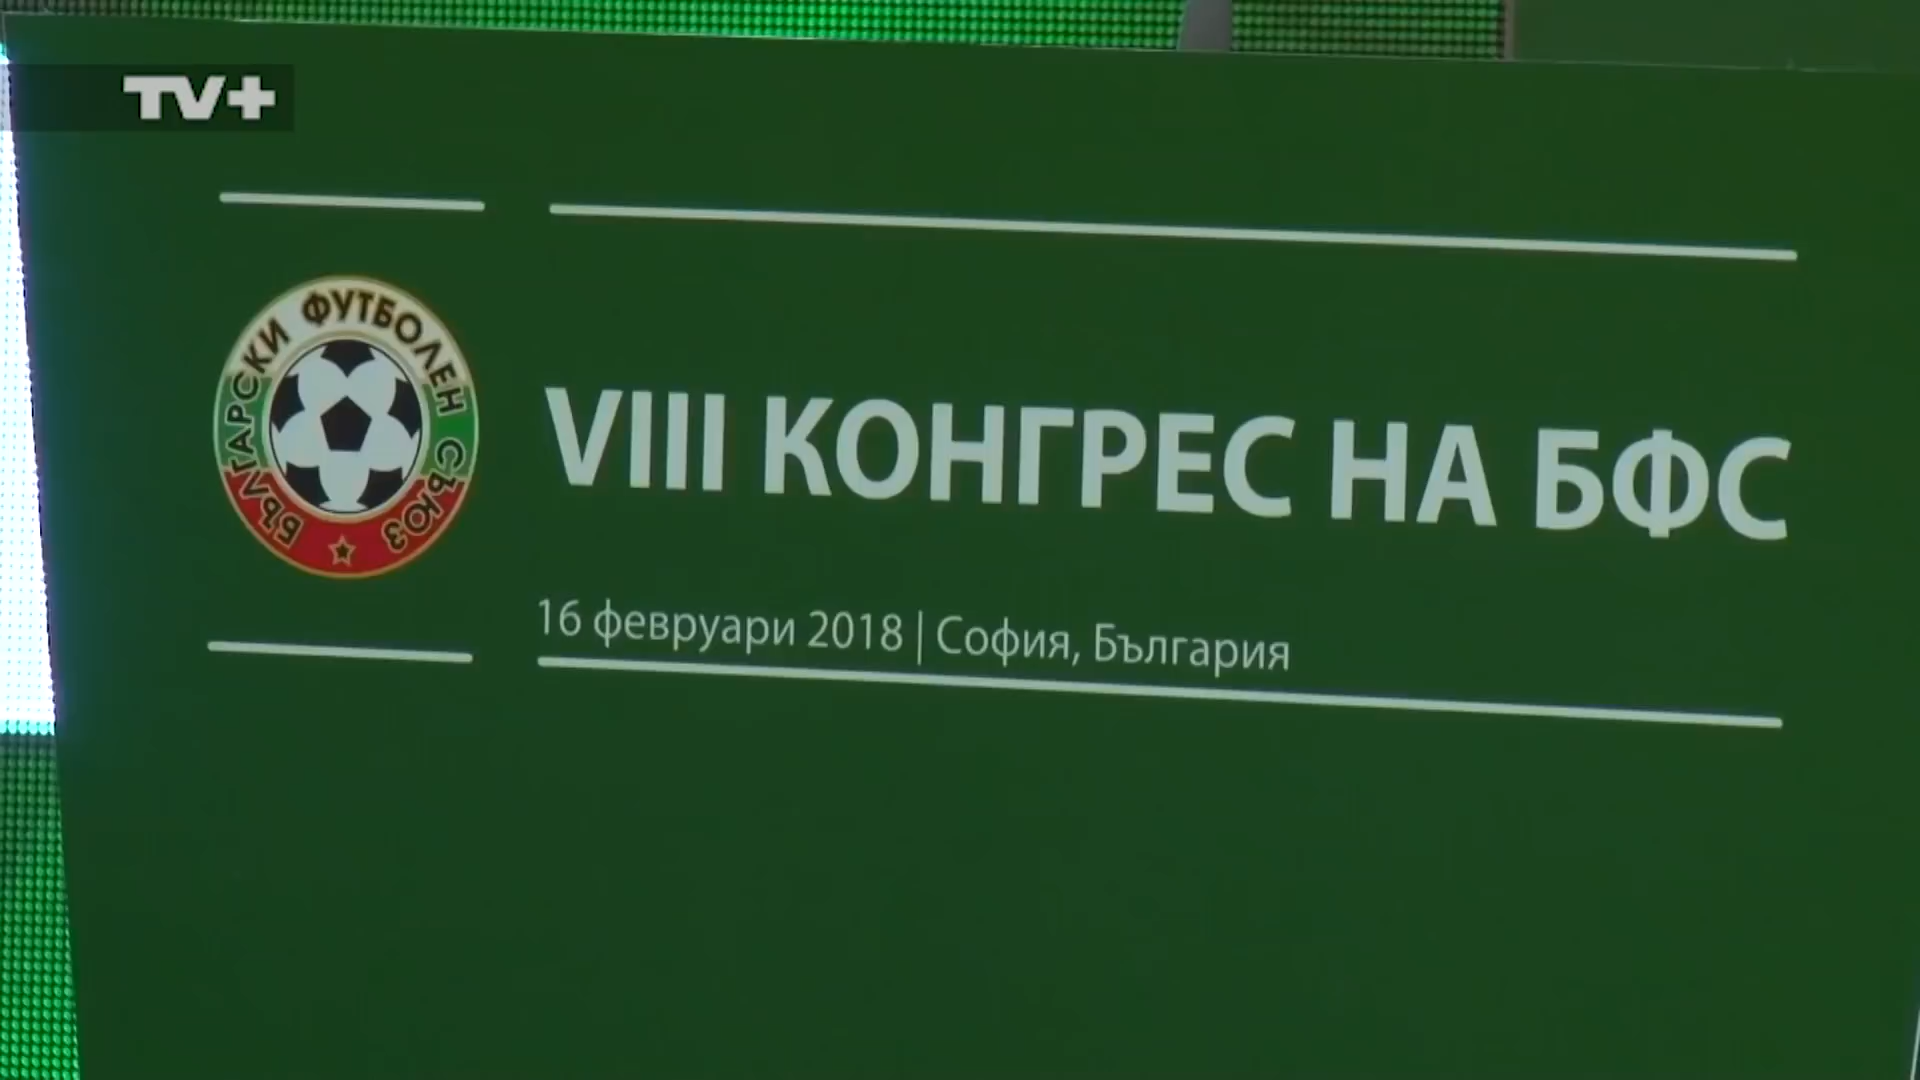 TV+
БЪЛГАРСКИ ФУТБОЛЕН СЪЮЗ
VIII КОНГРЕС НА БФС
16 февруари 2018 | София, България